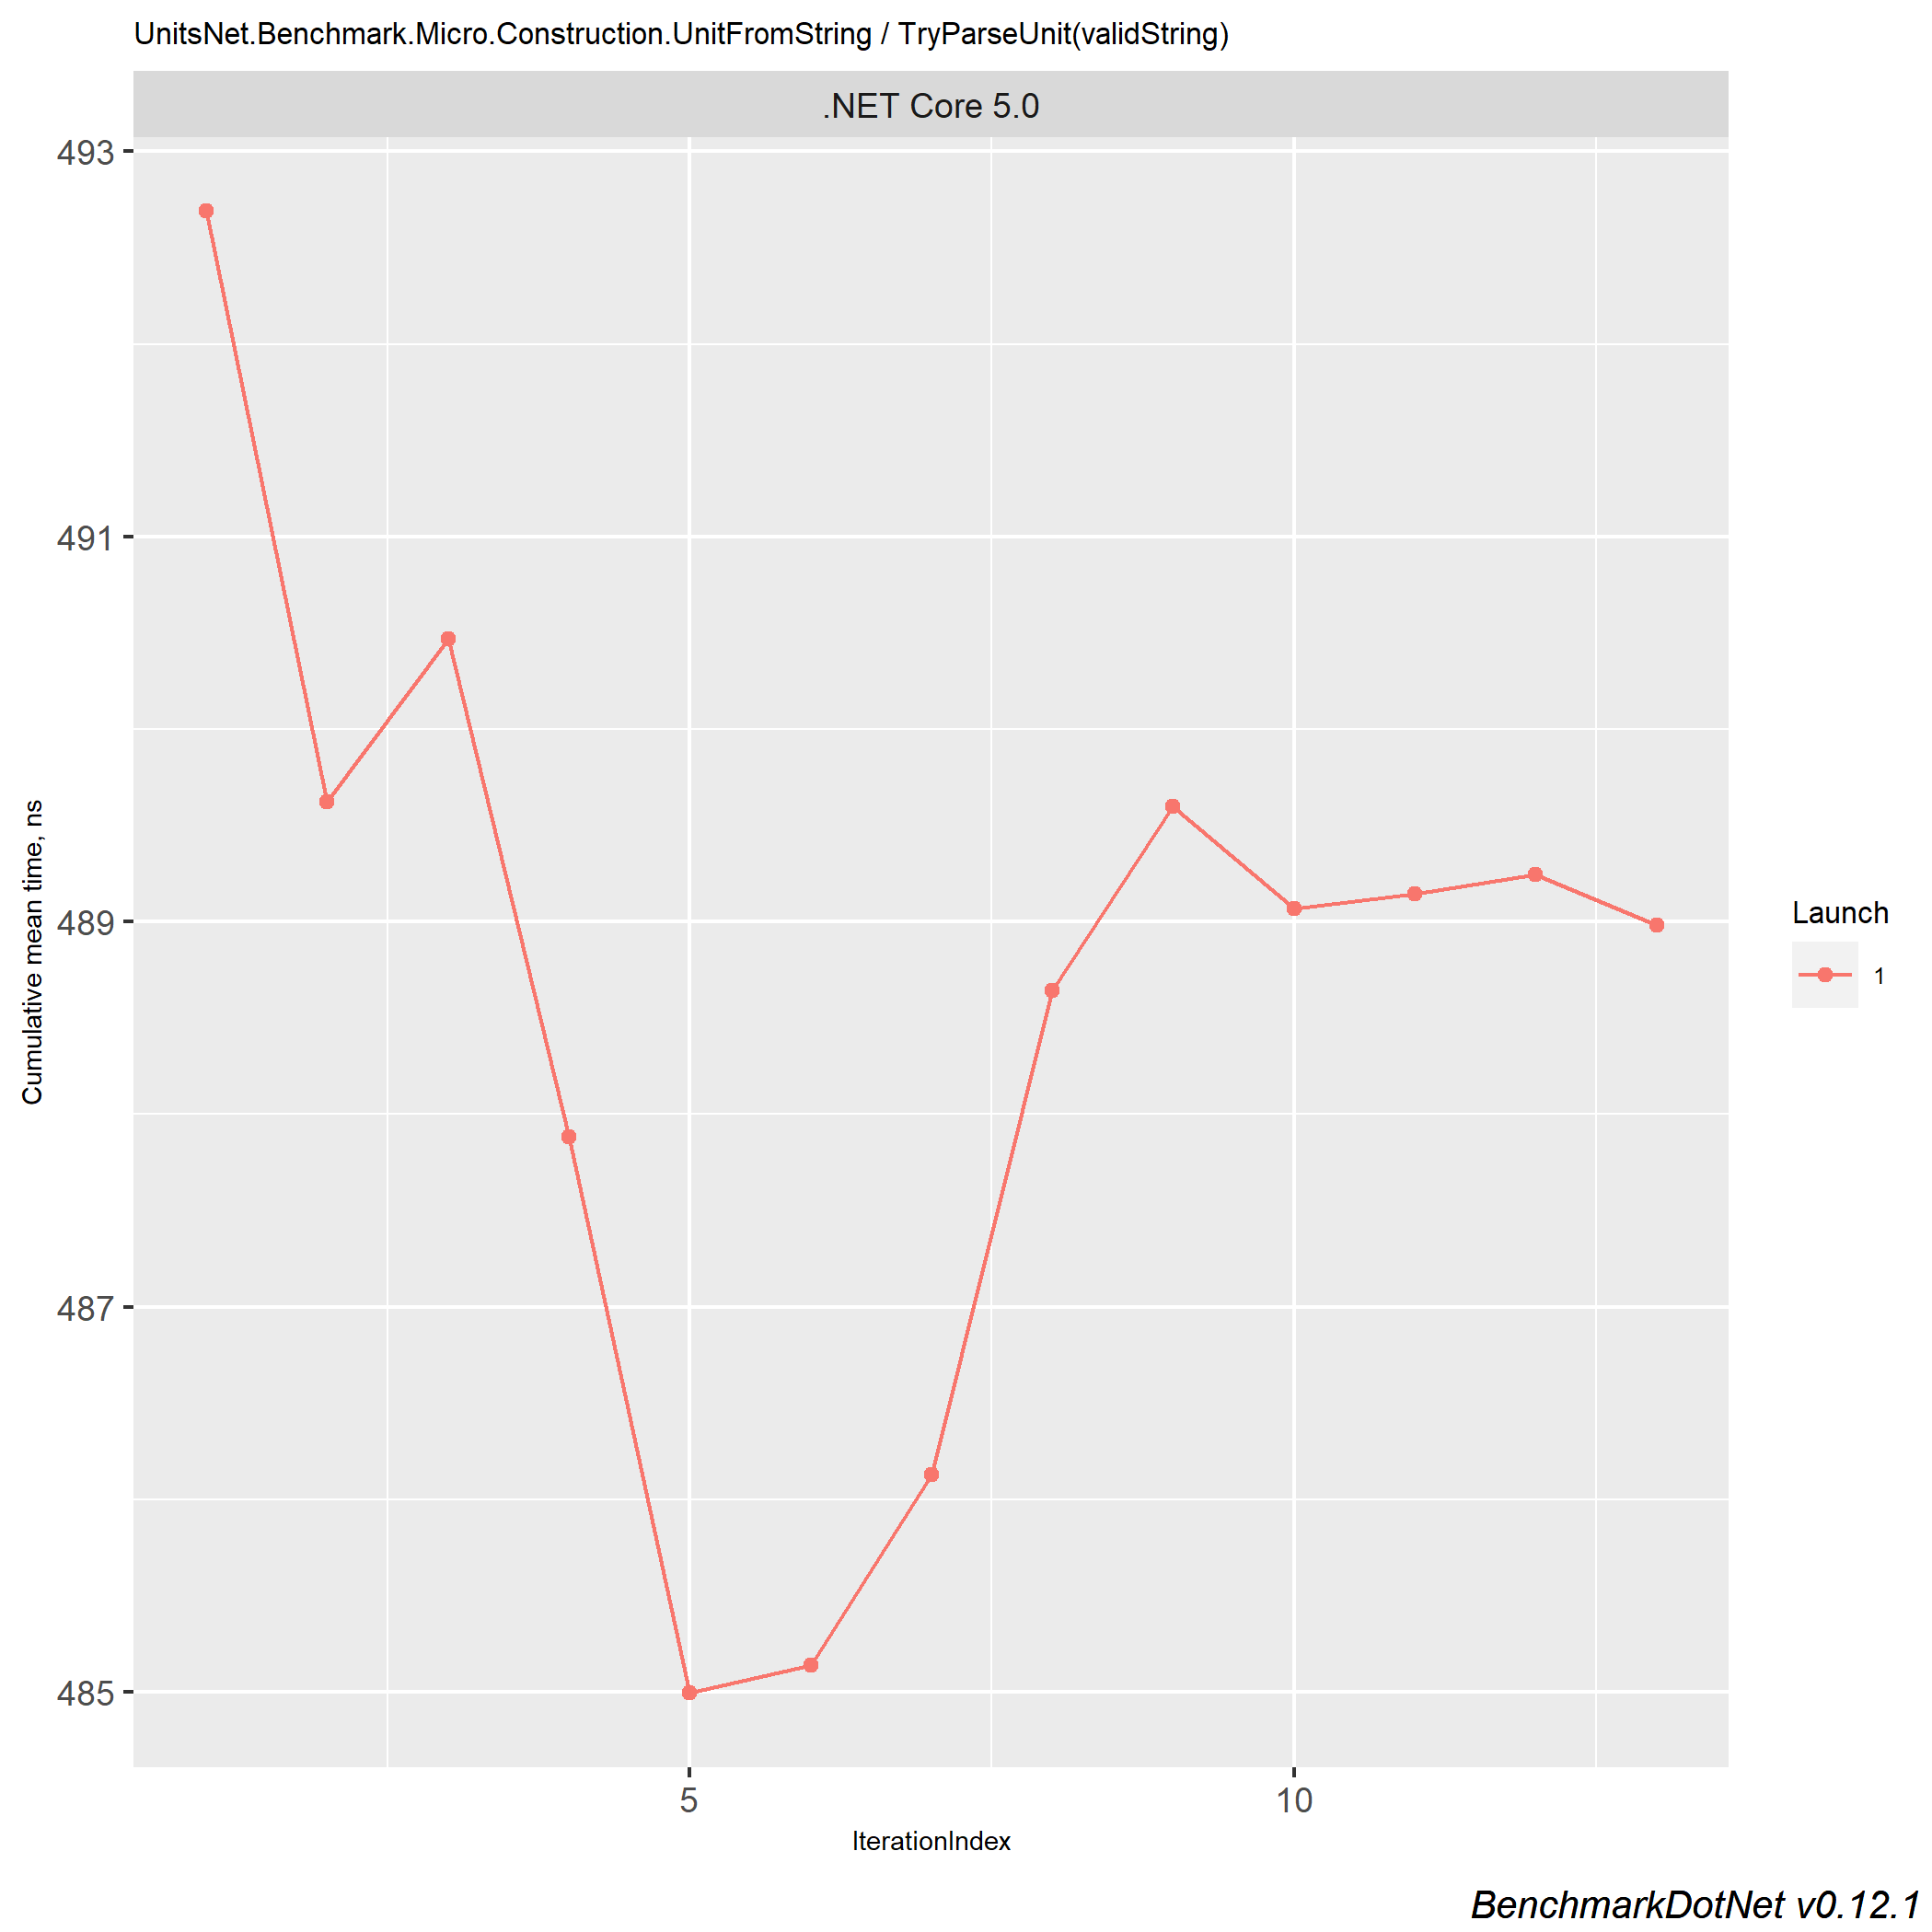 UnitsNet.Benchmark.Micro.Construction.UnitFromString / TryParseUnit(validString)
.NET Core 5.0
493
491
489
487
485
Cumulative mean time, ns
5
10
IterationIndex
Launch
1
BenchmarkDotNet v0.12.1